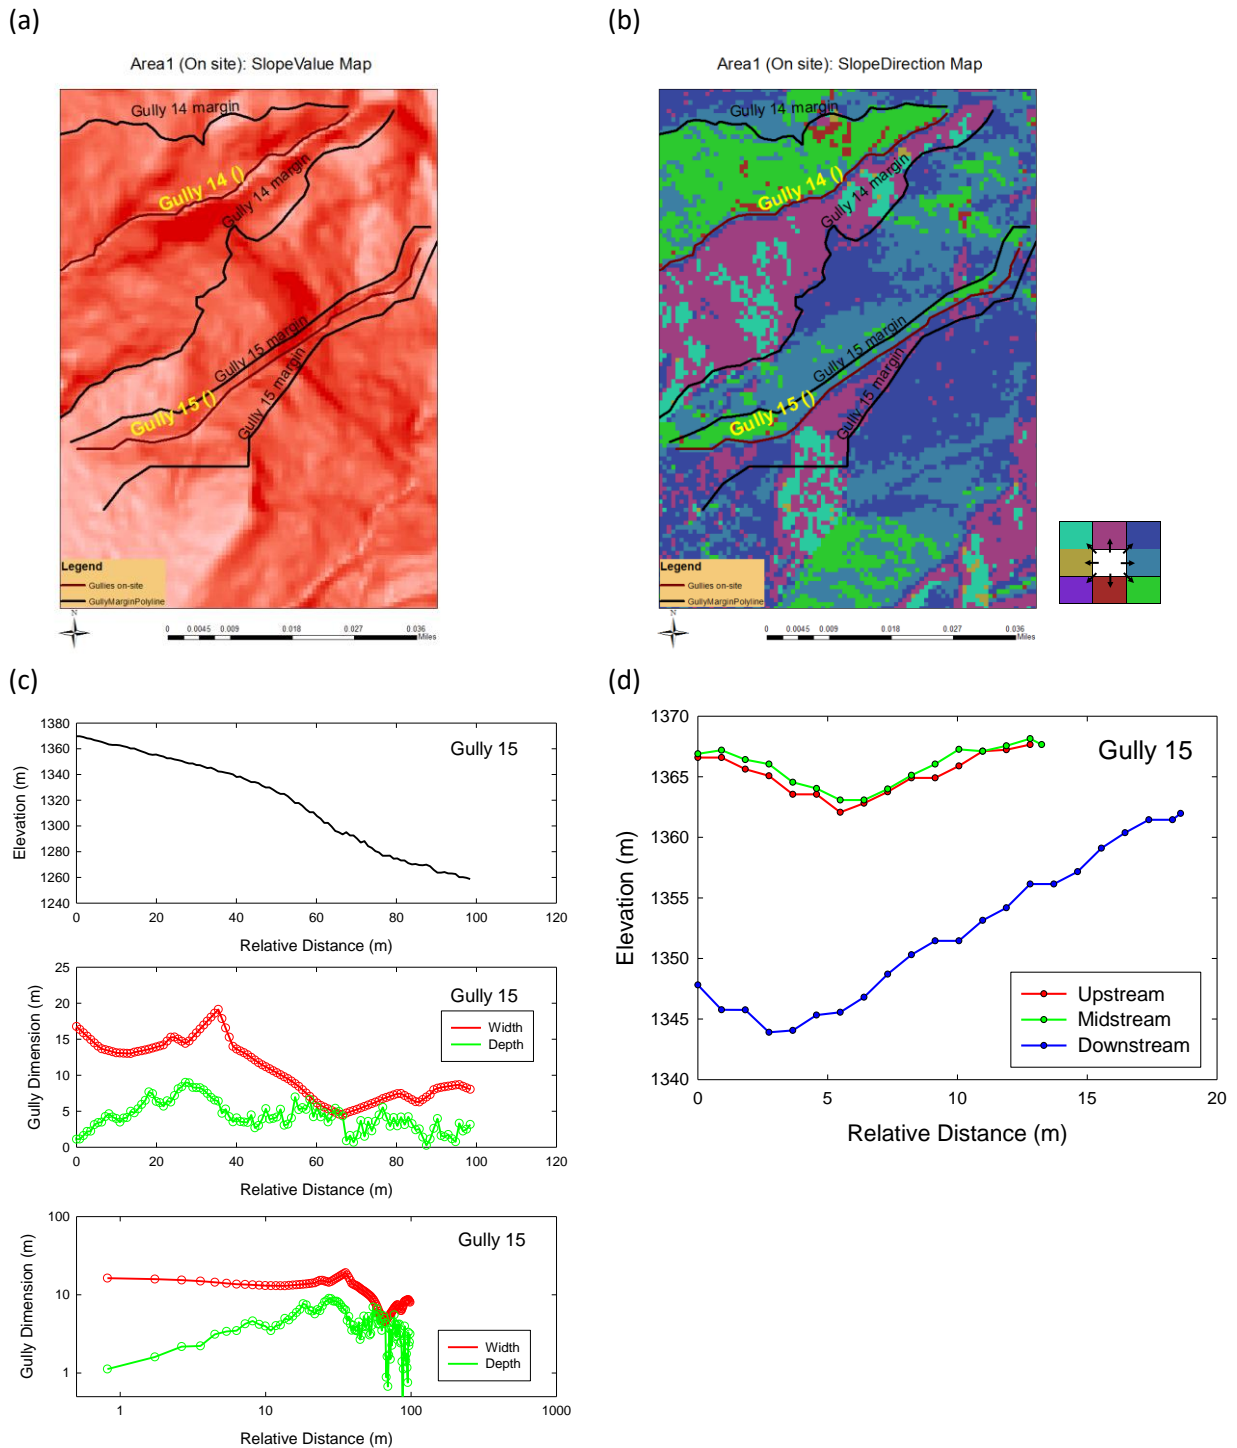 (a)
Area1 (On site): SlopeValue Map
Gully 14 margin
Gully 14 ()
Gully 14 margin
Gully 15 margin
Gully 15 ()
Gully 15 margin
Legend
Gullies on-site
GullyMarginPolyline
N
0 0.0045 0.009 0.018 0.027 0.036
Miles
(b)
Area1 (On site): SlopeDirection Map
Gully 14 margin
Gully 14 ()
Gully 14 margin
Gully 15 margin
Gully 15 ()
Gully 15 margin
Legend
Gullies on-site
GullyMarginPolyline
N
0 0.0045 0.009 0.018 0.027 0.036
Miles
(c)
Gully 15
Elevation (m)
1380
1360
1340
1320
1300
1280
1260
1240
0 20 40 60 80 100 120
Relative Distance (m)
Gully 15
Width
Depth
Gully Dimension (m)
25
20
15
10
5
0
0 20 40 60 80 100 120
Relative Distance (m)
Gully 15
Width
Depth
Gully Dimension (m)
100
10
1
1 10 100 1000
Relative Distance (m)
(d)
Gully 15
Elevation (m)
1370
1365
1360
1355
1350
1345
1340
Upstream
Midstream
Downstream
0 5 10 15 20
Relative Distance (m)